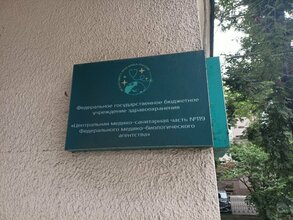 Федеральное государственное бюджетное
учреждение здравоохранения
«Центральная медико-санитарная часть №119
Федерального медико-биологического
агентства»